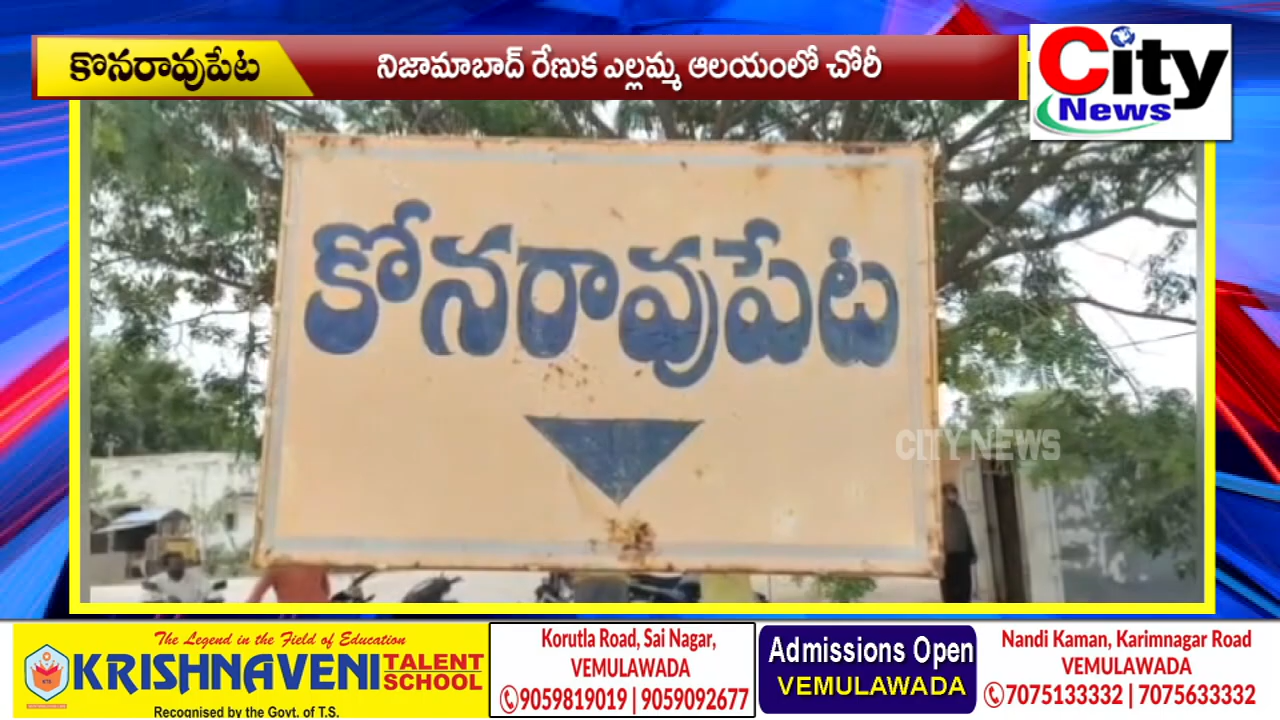 కొనరావుపేట
నిజామాబాద్ రేణుక ఎల్లమ్మ ఆలయంలో చోరీ
City
News
కోనరావుపేట
CITY NEWS
The Legend in the Field of Education
KRISHNAVENI TALENT SCHOOL
Recognised by the Govt. of T.S.
Korutla Road, Sai Nagar,
VEMULAWADA
9059819019 | 9059092677
Admissions Open
VEMULAWADA
Nandi Kaman, Karimnagar Road
VEMULAWADA
7075133332 | 7075633332